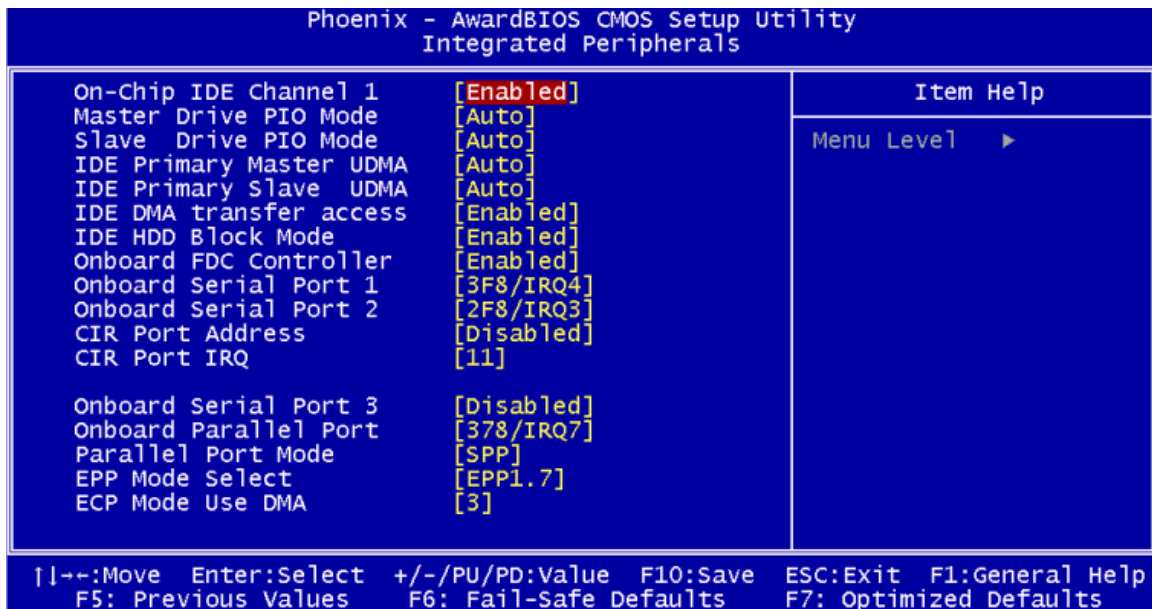 Phoenix - AwardBIOS CMOS Setup Utility
Integrated Peripherals
On-Chip IDE Channel 1 [Enabled]
Master Drive PIO Mode [Auto]
Slave Drive PIO Mode [Auto]
IDE Primary Master UDMA [Auto]
IDE Primary Slave UDMA [Auto]
IDE DMA transfer access [Enabled]
IDE HDD Block Mode [Enabled]
Onboard FDC Controller [Enabled]
Onboard Serial Port 1 [3F8/IRQ4]
Onboard Serial Port 2 [2F8/IRQ3]
CIR Port Address [Disabled]
CIR Port IRQ [11]
Onboard Serial Port 3 [Disabled]
Onboard Parallel Port [378/IRQ7]
Parallel Port Mode [SPP]
EPP Mode Select [EPP1.7]
ECP Mode Use DMA [3]
Item Help
Menu Level ▶
↑↓→←:Move Enter:Select +/-/PU/PD:Value F10:Save ESC:Exit F1:General Help
F5: Previous Values F6: Fail-Safe Defaults F7: Optimized Defaults